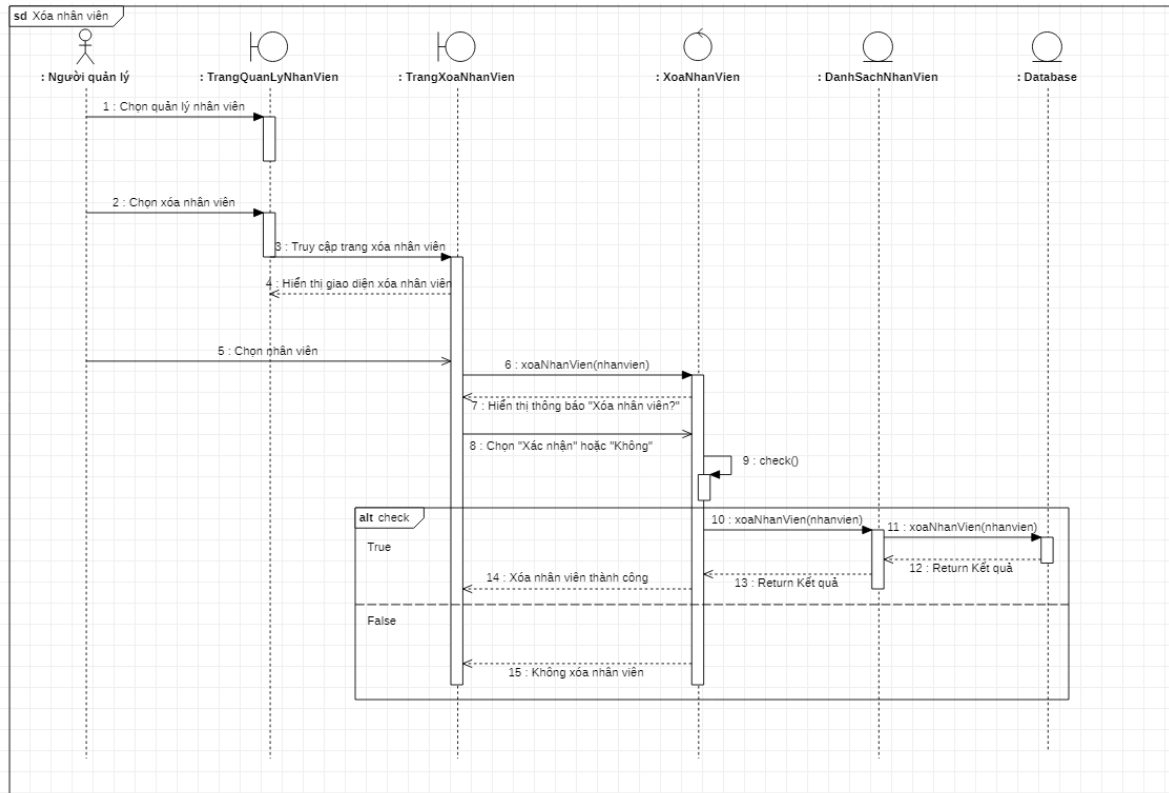 sd Xóa nhân viên
: Người quản lý
: TrangQuanLyNhanVien
: TrangXoaNhanVien
: XoaNhanVien
: DanhSachNhanVien
: Database
1 : Chọn quản lý nhân viên
2 : Chọn xóa nhân viên
3 : Truy cập trang xóa nhân viên
4 : Hiển thị giao diện xóa nhân viên
5 : Chọn nhân viên
6 : xoaNhanVien(nhanvien)
7 : Hiển thị thông báo "Xóa nhân viên?"
8 : Chọn "Xác nhận" hoặc "Không"
9 : check()
alt check
10 : xoaNhanVien(nhanvien)
11 : xoaNhanVien(nhanvien)
True
12 : Return Kết quả
14 : Xóa nhân viên thành công
13 : Return Kết quả
False
15 : Không xóa nhân viên